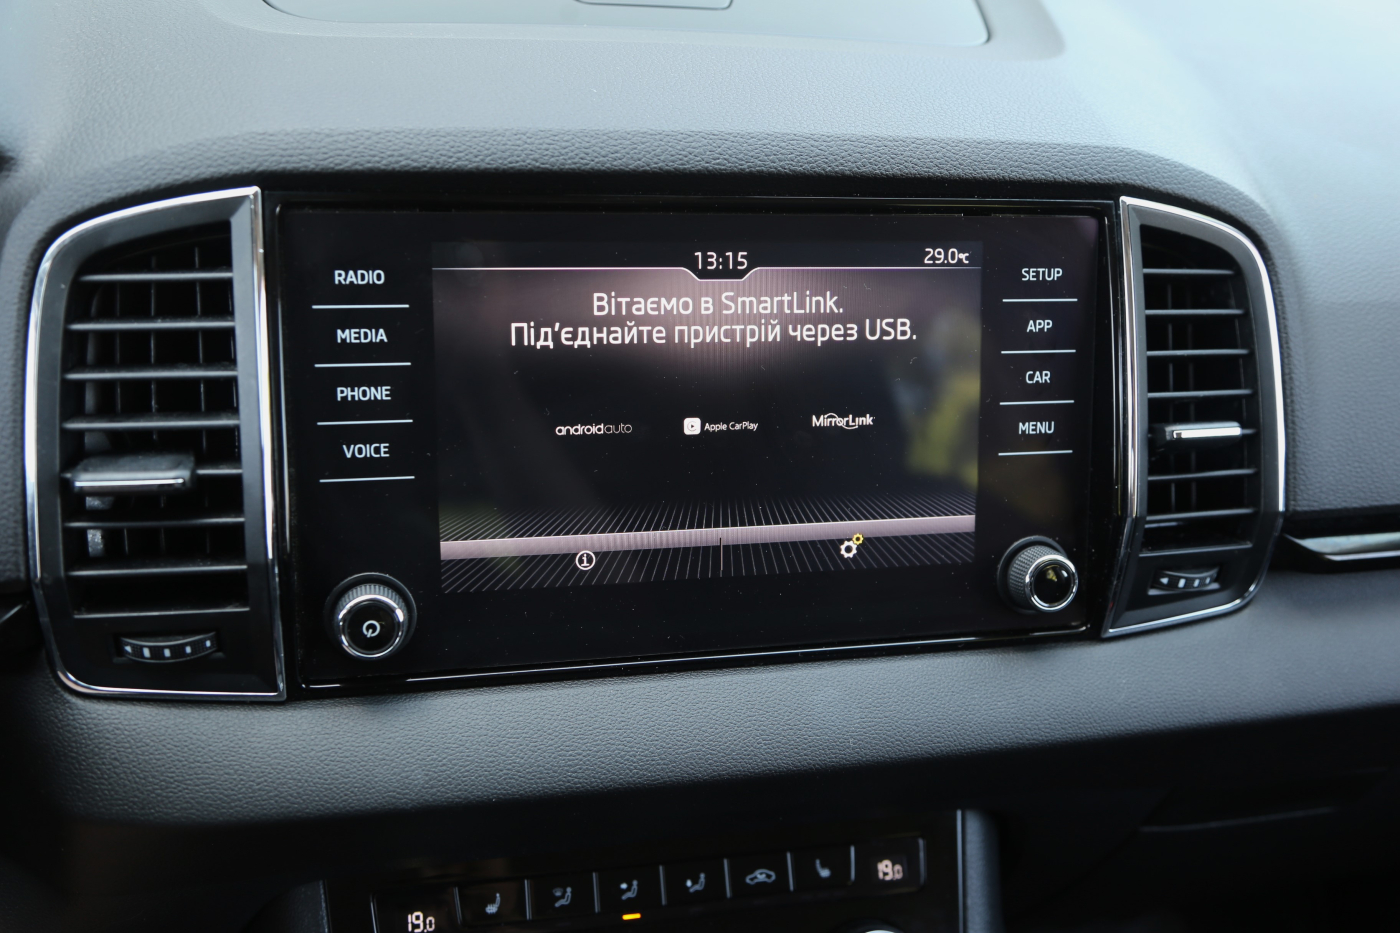 13:15
29.0°C
Вітаємо в SmartLink.
Під'єднайте пристрій через USB.
androidauto
Apple CarPlay
MirrorLink
RADIO
MEDIA
PHONE
VOICE
SETUP
APP
CAR
MENU
19.0
19.0